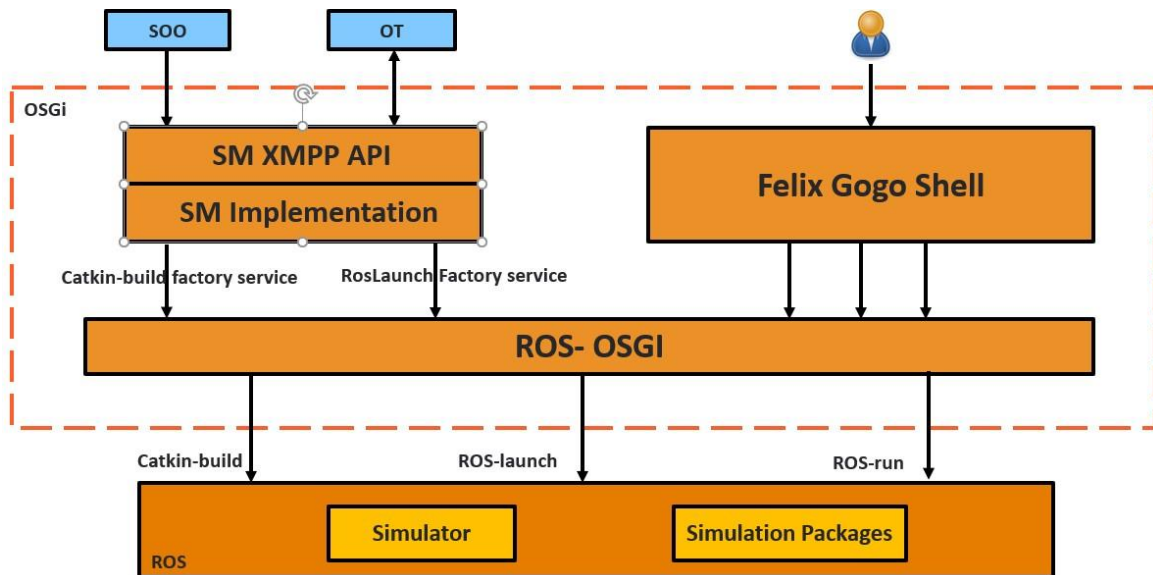 SOO
OT
OSGi
SM XMPP API
SM Implementation
Felix Gogo Shell
Catkin-build factory service
RosLaunch Factory service
ROS- OSGI
Catkin-build
ROS-launch
ROS-run
Simulator
Simulation Packages
ROS